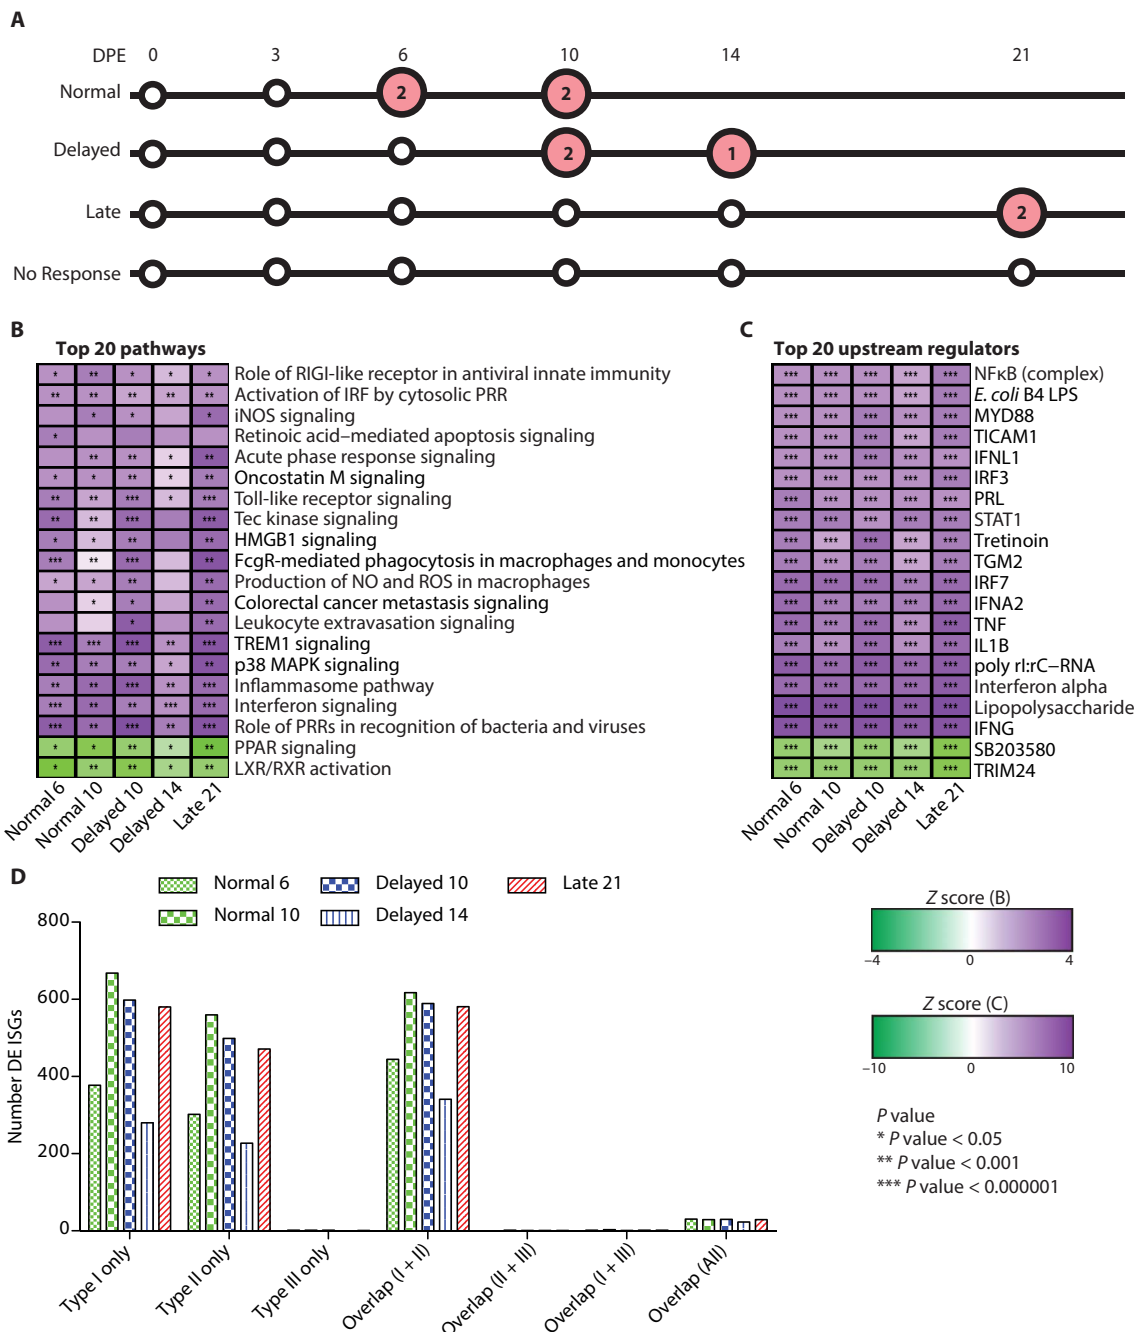 A
DPE 0 3 6 10 14 21
Normal 2 2
Delayed 2 1
Late 2
No Response
B
Top 20 pathways
* ** * * * Role of RIGI-like receptor in antiviral innate immunity
** ** ** ** ** Activation of IRF by cytosolic PRR
* * * iNOS signaling
* Retinoic acid–mediated apoptosis signaling
** ** * ** Acute phase response signaling
* * ** * ** Oncostatin M signaling
** ** *** * *** Toll-like receptor signaling
** ** *** *** Tec kinase signaling
* * ** ** HMGB1 signaling
*** ** *** ** FcgR-mediated phagocytosis in macrophages and monocytes
* * ** ** Production of NO and ROS in macrophages
* * ** Colorectal cancer metastasis signaling
* ** Leukocyte extravasation signaling
*** *** *** ** *** TREM1 signaling
** ** ** * ** p38 MAPK signaling
** ** *** ** *** Inflammasome pathway
*** ** ** *** *** Interferon signaling
*** ** *** ** *** Role of PRRs in recognition of bacteria and viruses
* * ** * ** PPAR signaling
* ** ** * ** LXR/RXR activation
Normal 6 Normal 10 Delayed 10 Delayed 14 Late 21
C
Top 20 upstream regulators
*** *** *** *** *** NFκB (complex)
*** *** *** *** *** E. coli B4 LPS
*** *** *** *** *** MYD88
*** *** *** *** *** TICAM1
*** *** *** *** *** IFNL1
*** *** *** *** *** IRF3
*** *** *** *** *** PRL
*** *** *** *** *** STAT1
*** *** *** *** *** Tretinoin
*** *** *** *** *** TGM2
*** *** *** *** *** IRF7
*** *** *** *** *** IFNA2
*** *** *** *** *** TNF
*** *** *** *** *** IL1B
*** *** *** *** *** poly rI:rC−RNA
*** *** *** *** *** Interferon alpha
*** *** *** *** *** Lipopolysaccharide
*** *** *** *** *** IFNG
*** *** *** *** *** SB203580
*** *** *** *** *** TRIM24
Normal 6 Normal 10 Delayed 10 Delayed 14 Late 21
D
Normal 6 Delayed 10 Late 21
Normal 10 Delayed 14
Number DE ISGs
800
600
400
200
0
Type I only Type II only Type III only Overlap (I + II) Overlap (II + III) Overlap (I + III) Overlap (All)
Z score (B)
−4 0 4
Z score (C)
−10 0 10
P value
* P value < 0.05
** P value < 0.001
*** P value < 0.000001